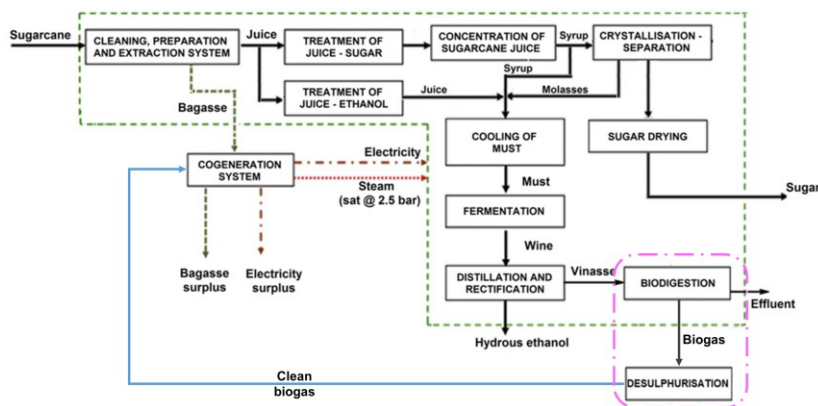 Sugarcane
CLEANING, PREPARATION
AND EXTRACTION SYSTEM
Juice
TREATMENT OF
JUICE - SUGAR
CONCENTRATION OF
SUGARCANE JUICE
Syrup
CRYSTALLISATION -
SEPARATION
Syrup
Bagasse
TREATMENT OF
JUICE - ETHANOL
Juice
Molasses
COOLING OF
MUST
SUGAR DRYING
Electricity
COGENERATION
SYSTEM
Steam
(sat @ 2.5 bar)
Must
Sugar
FERMENTATION
Wine
Bagasse
surplus
Electricity
surplus
DISTILLATION AND
RECTIFICATION
Vinasse
BIODIGESTION
Effluent
Hydrous ethanol
Biogas
Clean
biogas
DESULPHURISATION